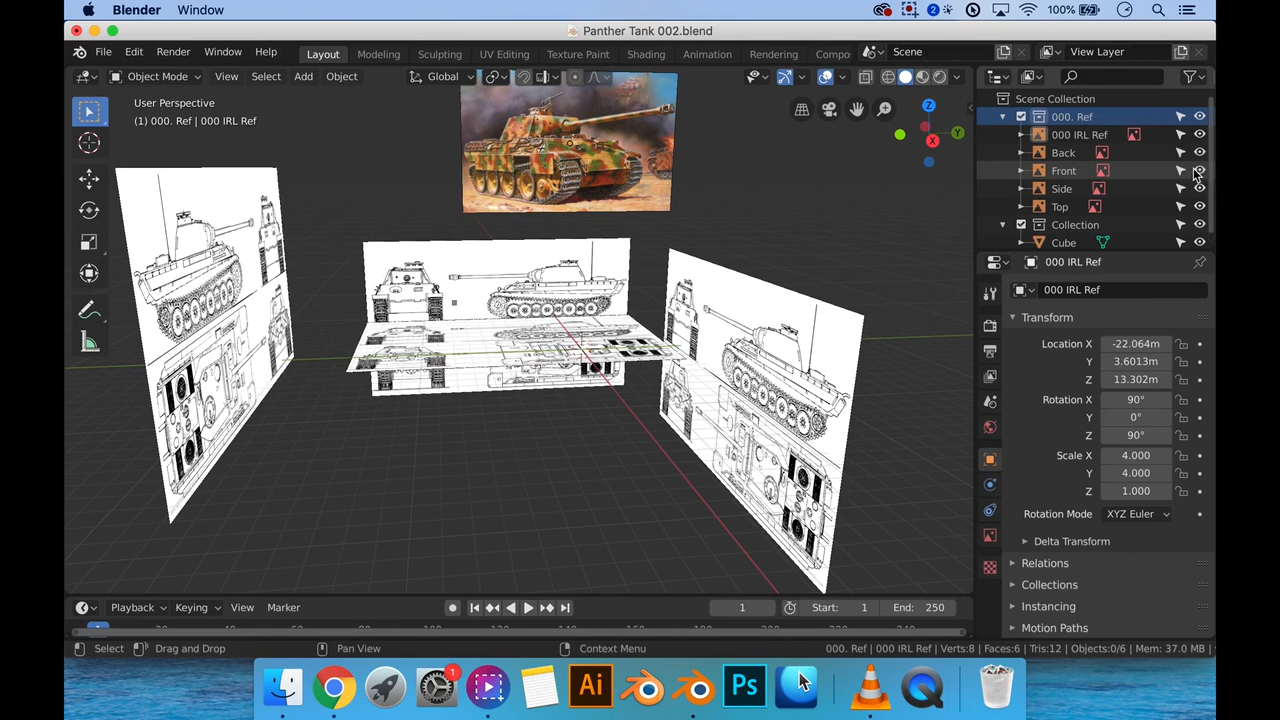 Blender Window 2 100%
Panther Tank 002.blend
File Edit Render Window Help Layout Modeling Sculpting UV Editing Texture Paint Shading Animation Rendering Compo Scene View Layer
Object Mode View Select Add Object Global
User Perspective
(1) 000. Ref | 000 IRL Ref
Z
Y
X
Scene Collection
000. Ref
000 IRL Ref
Back
Front
Side
Top
Collection
Cube
000 IRL Ref
000 IRL Ref
Transform
Location X -22.064m
Y 3.6013m
Z 13.302m
Rotation X 90°
Y 0°
Z 90°
Scale X 4.000
Y 4.000
Z 1.000
Rotation Mode XYZ Euler
Delta Transform
Relations
Collections
Instancing
Motion Paths
Playback Keying View Marker 1 Start: 1 End: 250
Select Drag and Drop Pan View Context Menu 000. Ref | 000 IRL Ref | Verts:8 | Faces:6 | Tris:12 | Objects:0/6 | Mem: 37.0 MB |
1
Ai Ps